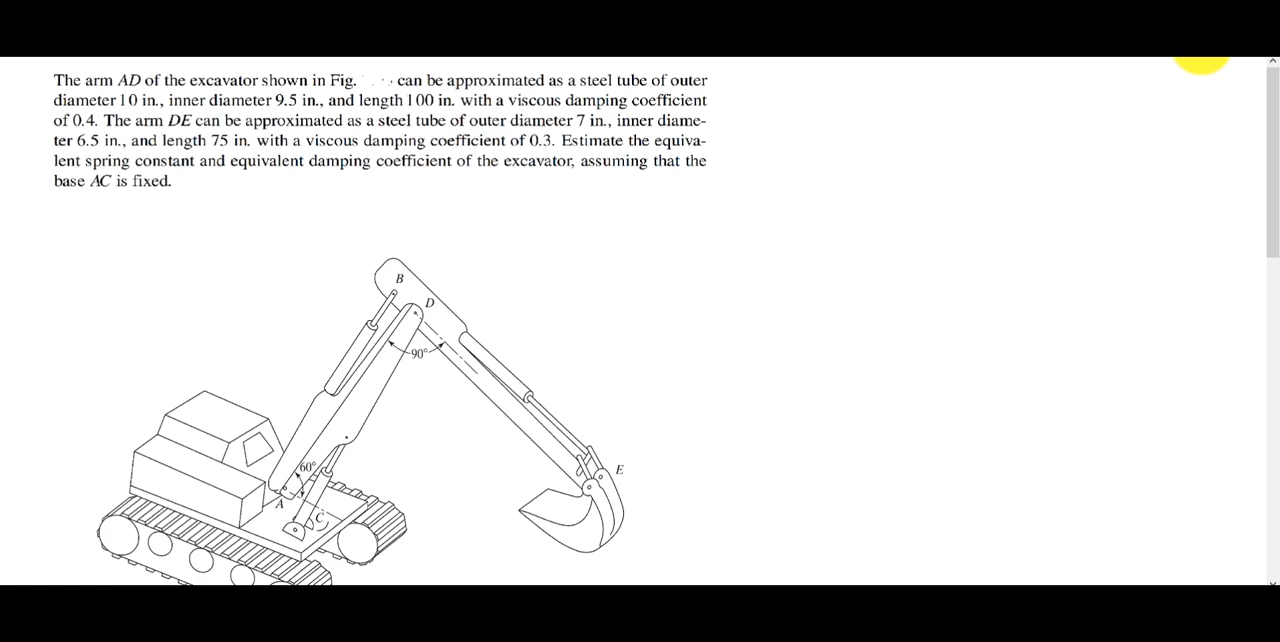 The arm AD of the excavator shown in Fig. can be approximated as a steel tube of outer
diameter 10 in., inner diameter 9.5 in., and length 100 in. with a viscous damping coefficient
of 0.4. The arm DE can be approximated as a steel tube of outer diameter 7 in., inner diame-
ter 6.5 in., and length 75 in. with a viscous damping coefficient of 0.3. Estimate the equiva-
lent spring constant and equivalent damping coefficient of the excavator, assuming that the
base AC is fixed.
B
D
90°
60°
E
A
C